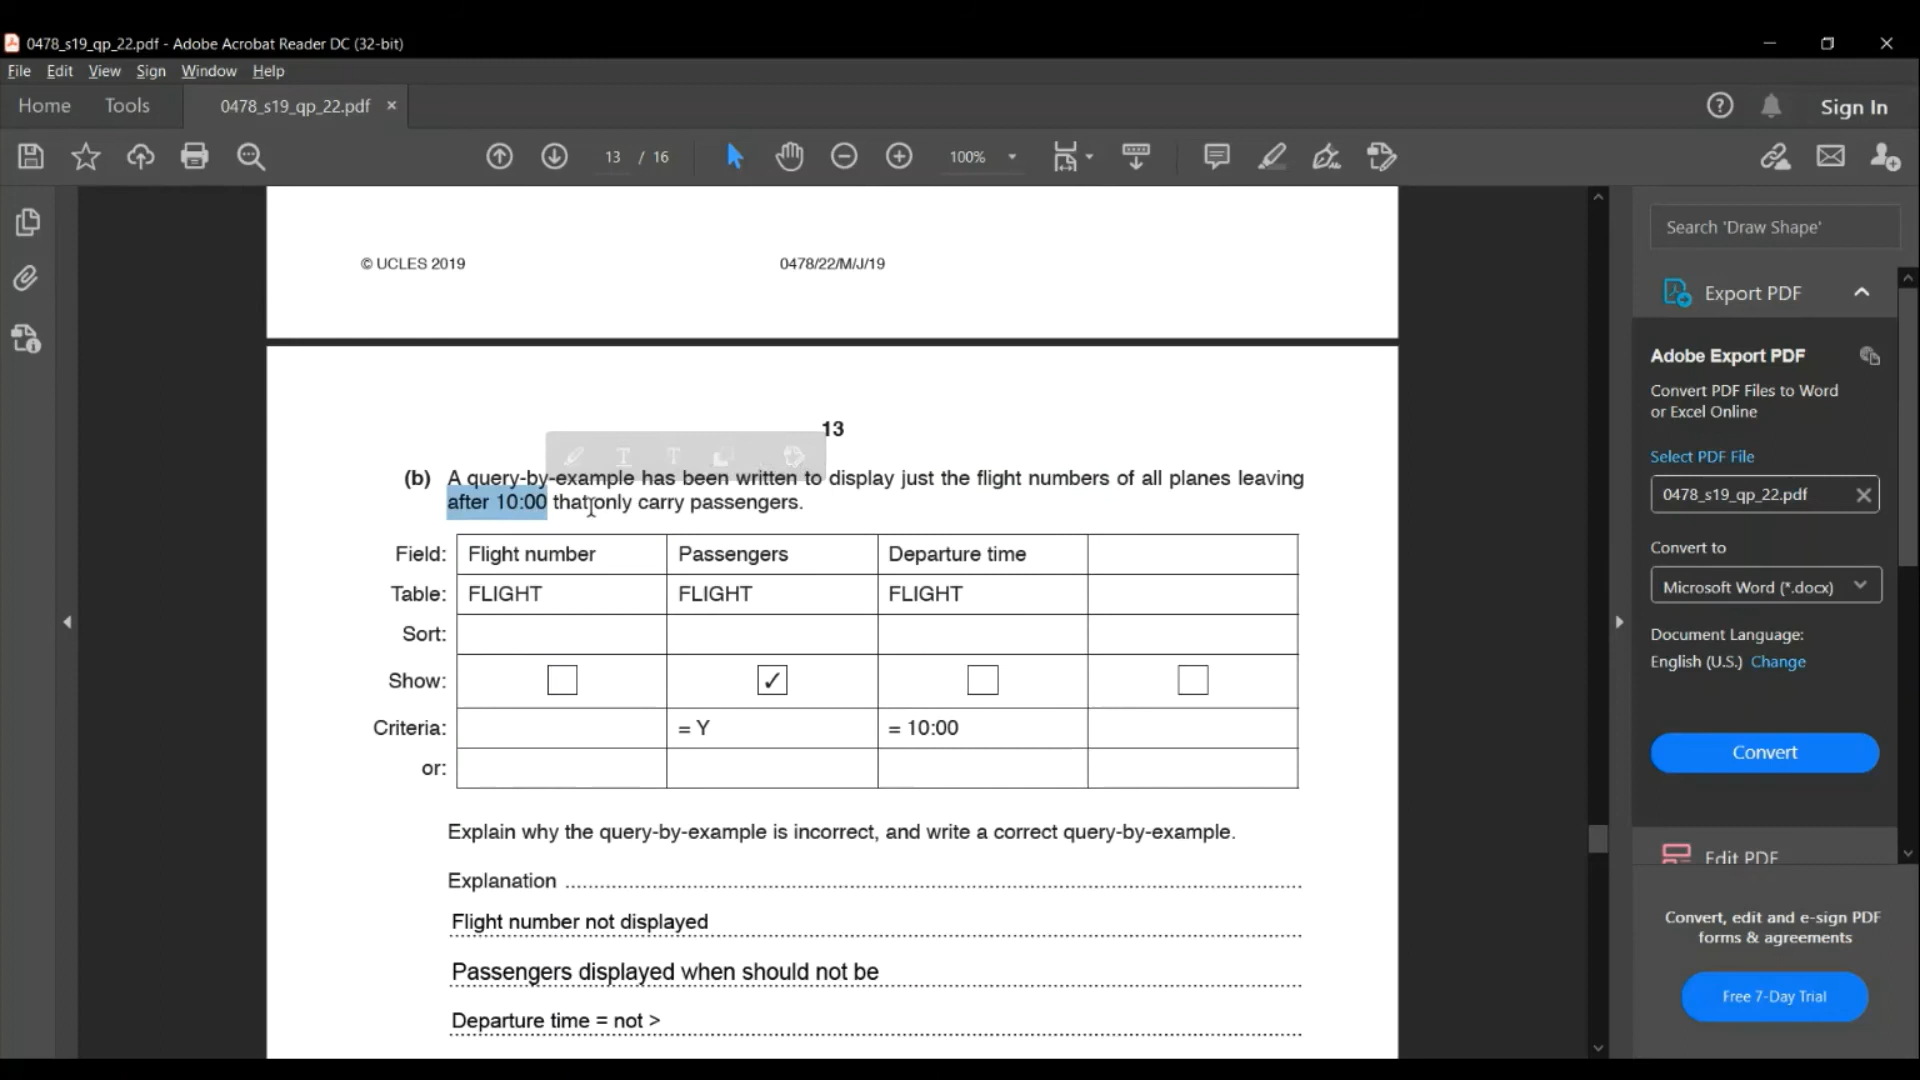 0478_s19_qp_22.pdf - Adobe Acrobat Reader DC (32-bit)
File Edit View Sign Window Help
Home Tools 0478_s19_qp_22.pdf × Sign In
13 / 16 100%
Search 'Draw Shape'
© UCLES 2019 0478/22/M/J/19
Export PDF
Adobe Export PDF
Convert PDF Files to Word
or Excel Online
Select PDF File
0478_s19_qp_22.pdf
Convert to
Microsoft Word (*.docx)
Document Language:
English (U.S.) Change
Convert
Edit PDF
Convert, edit and e-sign PDF
forms & agreements
Free 7-Day Trial
13
(b) A query-by-example has been written to display just the flight numbers of all planes leaving
after 10:00 that only carry passengers.
Field: Flight number Passengers Departure time
Table: FLIGHT FLIGHT FLIGHT
Sort:
Show: ✓
Criteria: = Y = 10:00
or:
Explain why the query-by-example is incorrect, and write a correct query-by-example.
Explanation
Flight number not displayed
Passengers displayed when should not be
Departure time = not >